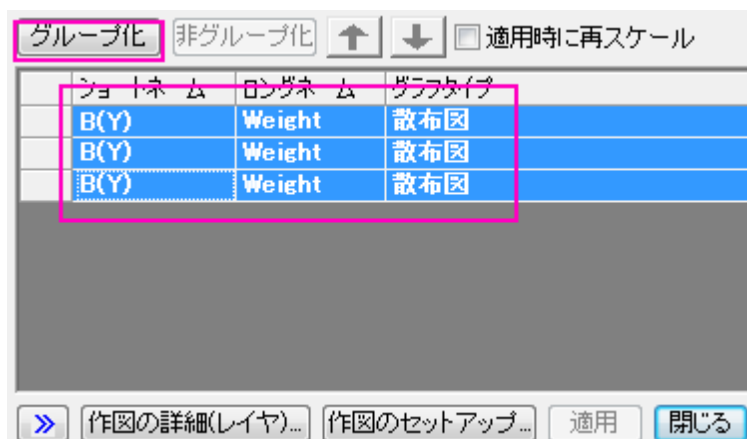 グループ化 非グループ化 適用時に再スケール
ショートネーム ロングネーム グラフタイプ
B(Y) Weight 散布図
B(Y) Weight 散布図
B(Y) Weight 散布図
作図の詳細(レイヤ)... 作図のセットアップ... 適用 閉じる